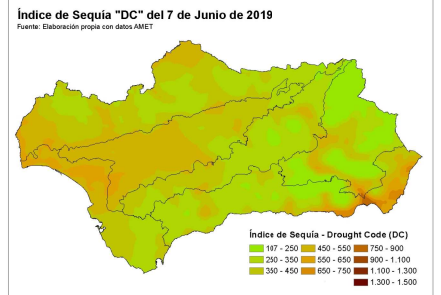 Índice de Sequía "DC" del 7 de Junio de 2019
Fuente: Elaboración propia con datos AMET
Índice de Sequía - Drought Code (DC)
107 - 250 450 - 550 750 - 900
250 - 350 550 - 650 900 - 1.100
350 - 450 650 - 750 1.100 - 1.300
1.300 - 1.500